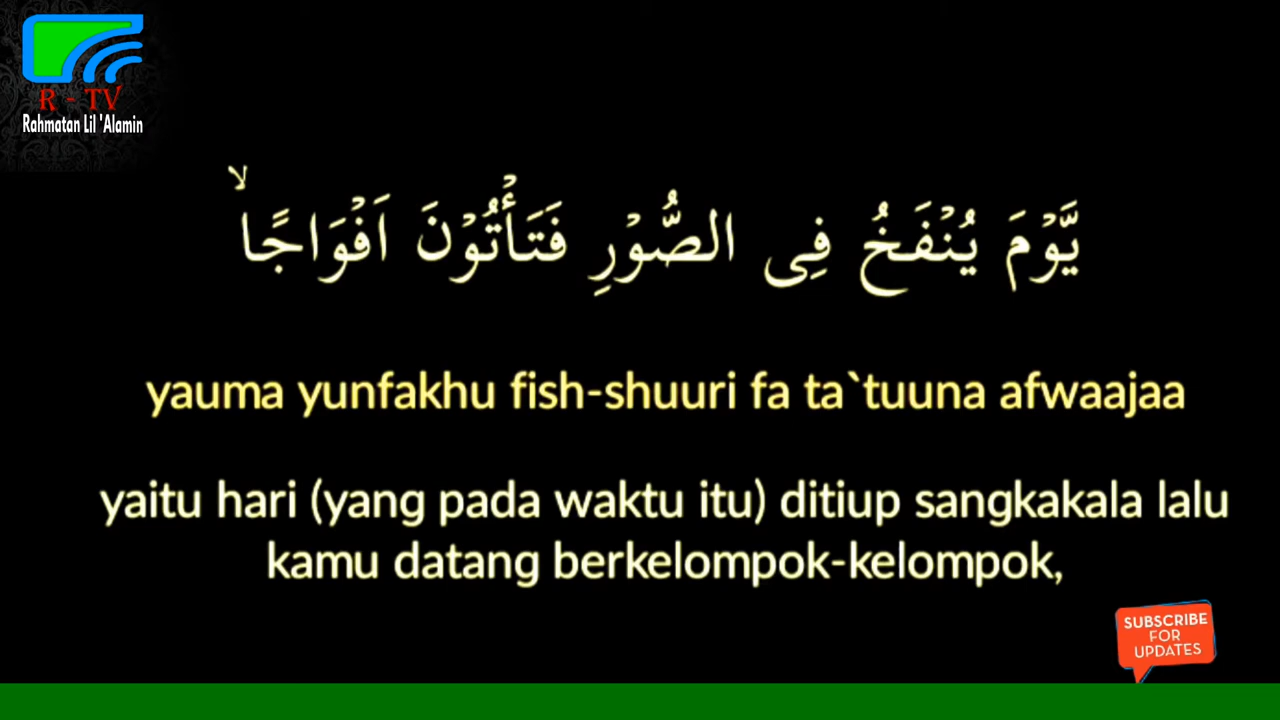 R - TV
Rahmatan Lil 'Alamin
يَّوْمَ يُنْفَخُ فِى الصُّوْرِ فَتَأْتُوْنَ اَفْوَاجًاۙ
yauma yunfakhu fish-shuuri fa ta`tuuna afwaajaa
yaitu hari (yang pada waktu itu) ditiup sangkakala lalu
kamu datang berkelompok-kelompok,
SUBSCRIBE
FOR
UPDATES